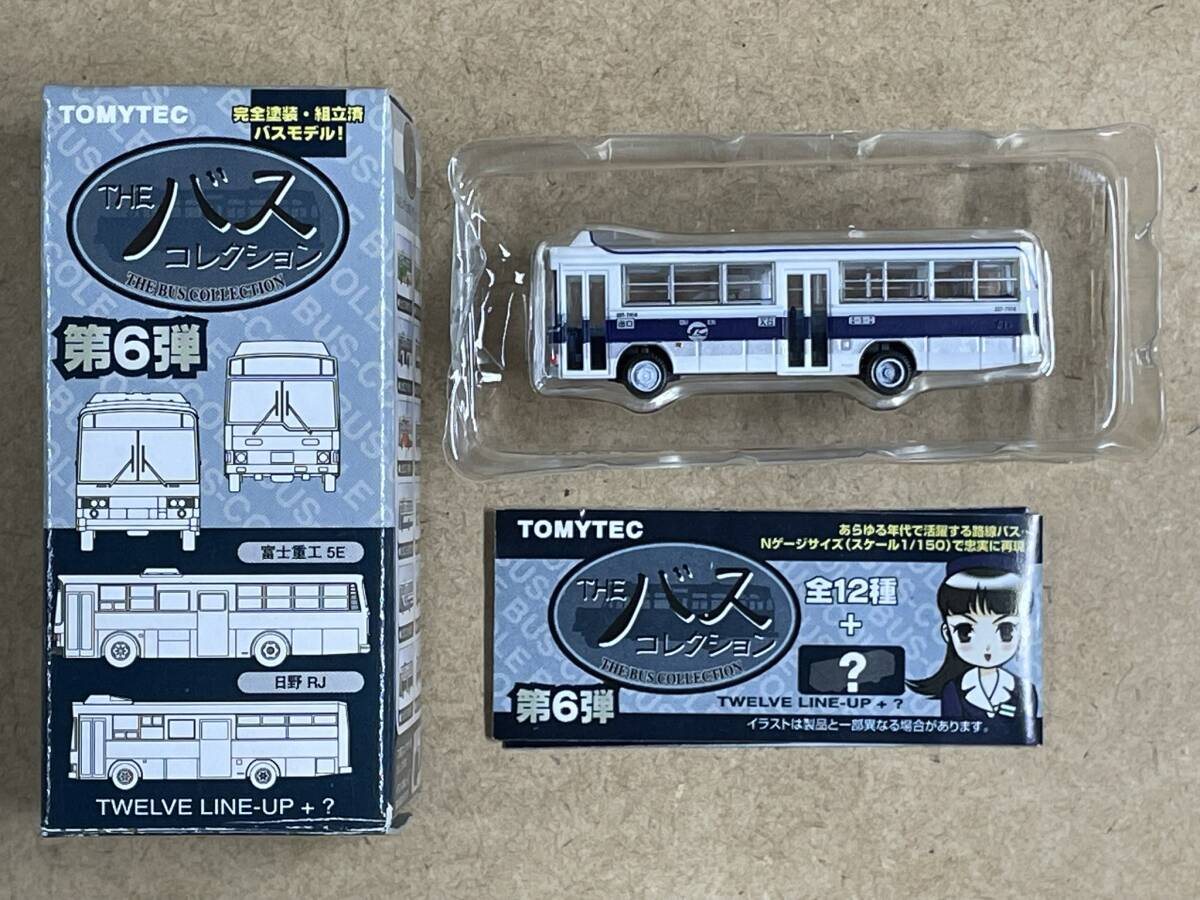 TOMYTEC
完全塗装・組立済
バスモデル!
THE バス
コレクション
THE BUS COLLECTION
第6弾
富士重工 5E
日野 RJ
TWELVE LINE-UP + ?
出口
TOMYTEC
あらゆる年代で活躍する路線バス…
Nゲージサイズ(スケール1/150)で忠実に再現
THE バス
コレクション
THE BUS COLLECTION
全12種
+
?
第6弾
TWELVE LINE-UP + ?
イラストは製品と一部異なる場合があります。